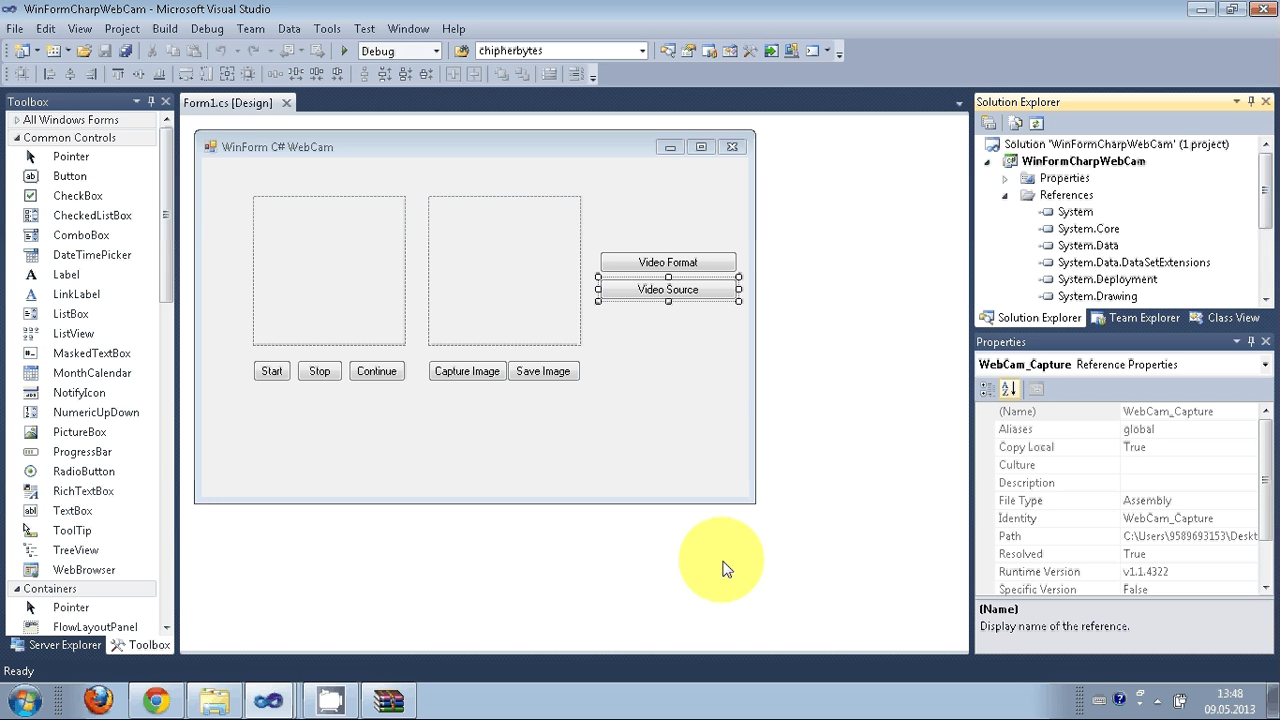 WinFormCharpWebCam - Microsoft Visual Studio
File Edit View Project Build Debug Team Data Tools Test Window Help
Debug chipherbytes
Toolbox
All Windows Forms
Common Controls
Pointer
Button
CheckBox
CheckedListBox
ComboBox
DateTimePicker
Label
LinkLabel
ListBox
ListView
MaskedTextBox
MonthCalendar
NotifyIcon
NumericUpDown
PictureBox
ProgressBar
RadioButton
RichTextBox
TextBox
ToolTip
TreeView
WebBrowser
Containers
Pointer
FlowLayoutPanel
Server Explorer Toolbox
Form1.cs [Design]
WinForm C# WebCam
Video Format
Video Source
Start Stop Continue Capture Image Save Image
Solution Explorer
Solution 'WinFormCharpWebCam' (1 project)
WinFormCharpWebCam
Properties
References
System
System.Core
System.Data
System.Data.DataSetExtensions
System.Deployment
System.Drawing
Solution Explorer Team Explorer Class View
Properties
WebCam_Capture Reference Properties
(Name) WebCam_Capture
Aliases global
Copy Local True
Culture
Description
File Type Assembly
Identity WebCam_Capture
Path C:\Users\9589693153\Deskt
Resolved True
Runtime Version v1.1.4322
Specific Version False
(Name)
Display name of the reference.
Ready
13:48
09.05.2013